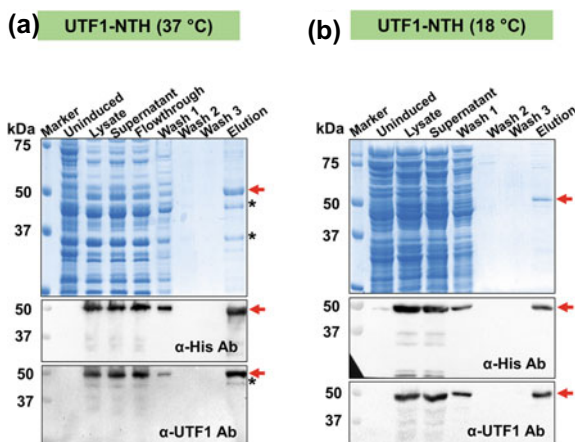 (a) UTF1-NTH (37 °C)
Marker Uninduced Lysate Supernatant Flowthrough Wash 1 Wash 2 Wash 3 Elution
kDa
75
50
*
37
*
50
37
α-His Ab
50
*
37
α-UTF1 Ab
(b) UTF1-NTH (18 °C)
Marker Uninduced Lysate Supernatant Wash 1 Wash 2 Wash 3 Elution
kDa
75
50
37
50
37
α-His Ab
50
37
α-UTF1 Ab